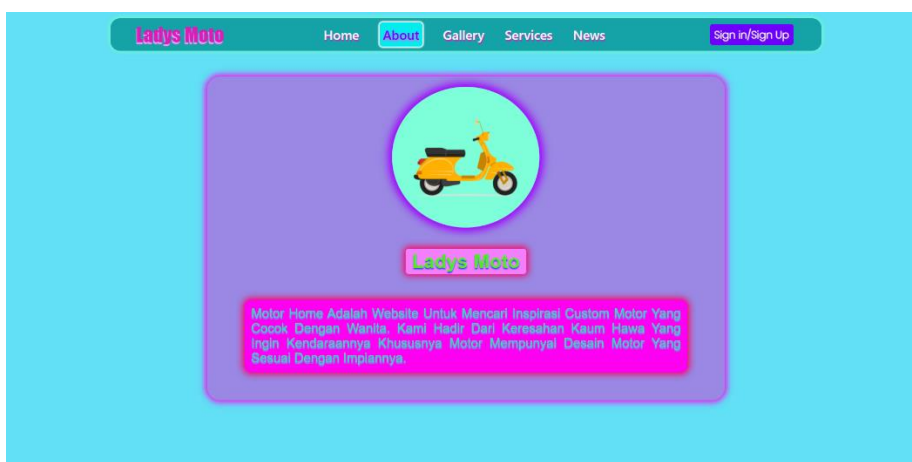 Ladys Moto
Home About Gallery Services News
Sign in/Sign Up
Ladys Moto
Motor Home Adalah Website Untuk Mencari Inspirasi Custom Motor Yang
Cocok Dengan Wanita. Kami Hadir Dari Keresahan Kaum Hawa Yang
Ingin Kendaraannya Khususnya Motor Mempunyai Desain Motor Yang
Sesuai Dengan Impiannya.